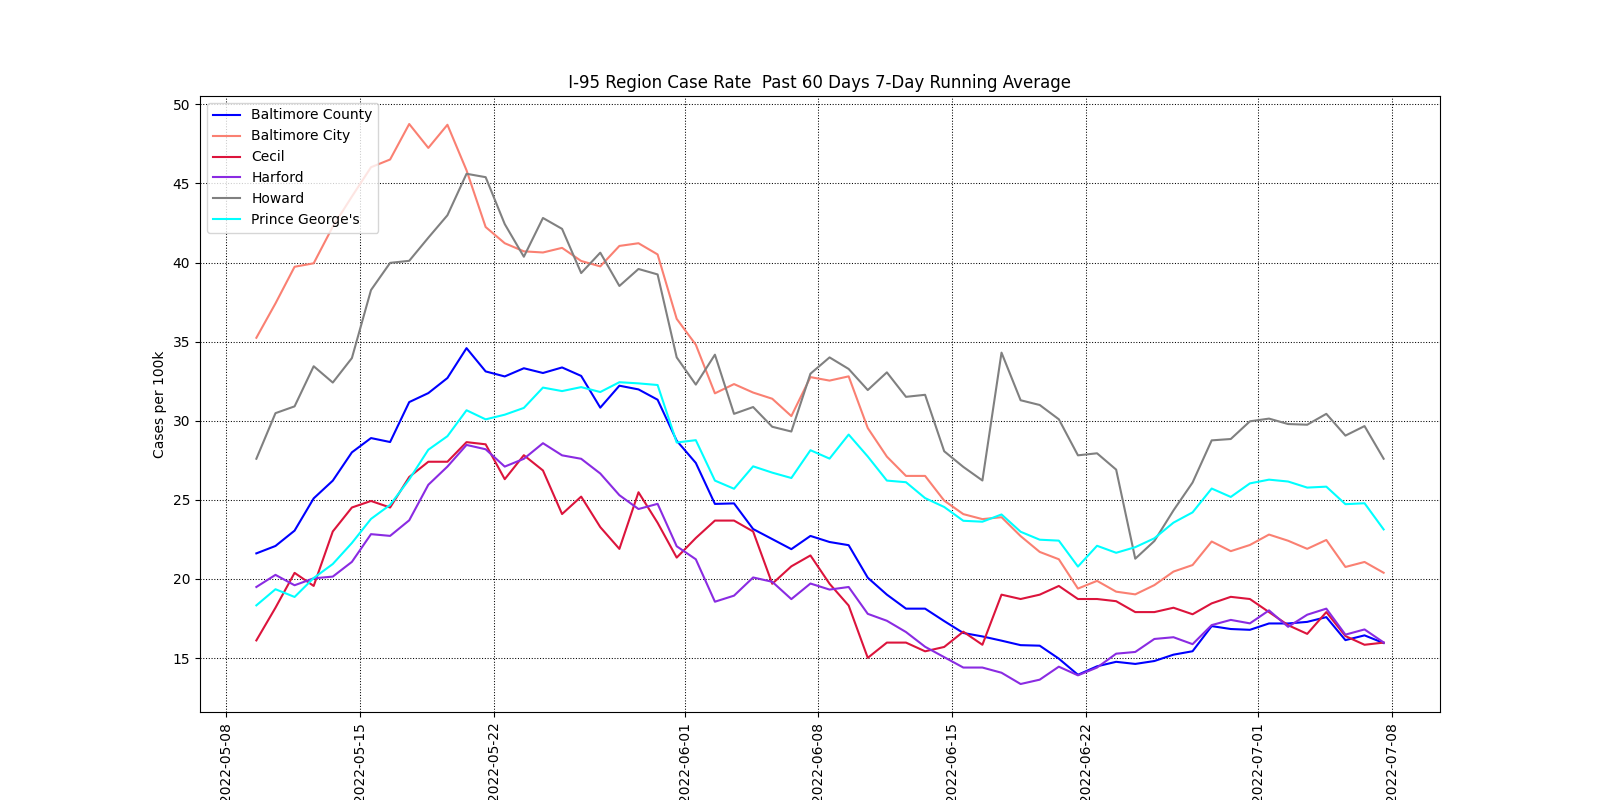 I-95 Region Case Rate  Past 60 Days 7-Day Running Average
Baltimore County
Baltimore City
Cecil
Harford
Howard
Prince George's
Cases per 100k
50
45
40
35
30
25
20
15
2022-05-08
2022-05-15
2022-05-22
2022-06-01
2022-06-08
2022-06-15
2022-06-22
2022-07-01
2022-07-08